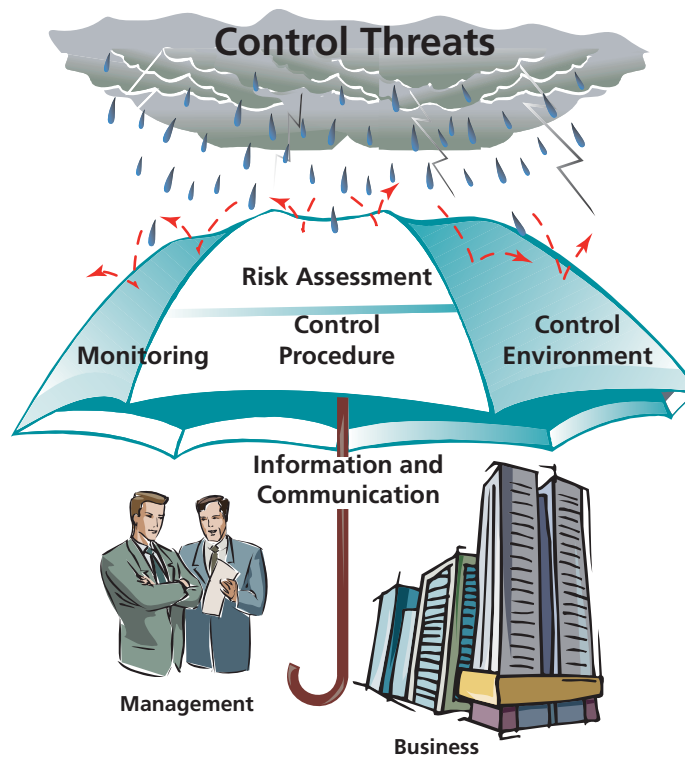 Control Threats
Risk Assessment
Monitoring
Control
Procedure
Control
Environment
Information and
Communication
Management
Business